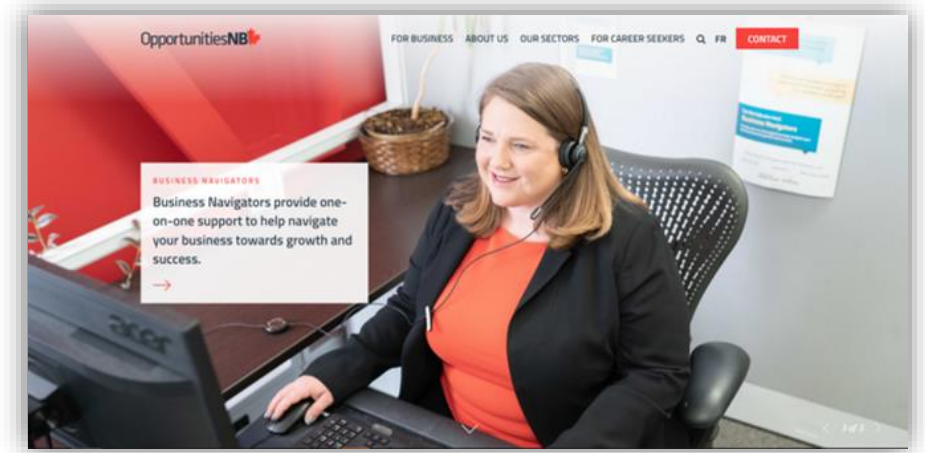 OpportunitiesNB
FOR BUSINESS ABOUT US OUR SECTORS FOR CAREER SEEKERS FR CONTACT
BUSINESS NAVIGATORS
Business Navigators provide one-
on-one support to help navigate
your business towards growth and
success.
Business Navigators
acer